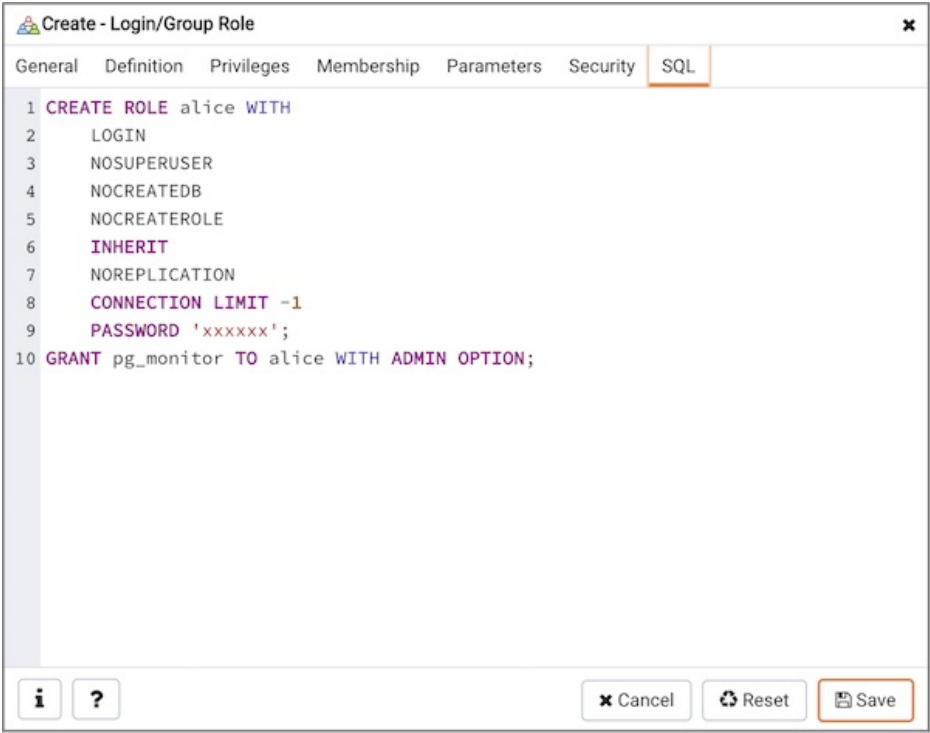 Create - Login/Group Role
General Definition Privileges Membership Parameters Security SQL
1 CREATE ROLE alice WITH
2 LOGIN
3 NOSUPERUSER
4 NOCREATEDB
5 NOCREATEROLE
6 INHERIT
7 NOREPLICATION
8 CONNECTION LIMIT -1
9 PASSWORD 'xxxxxx';
10 GRANT pg_monitor TO alice WITH ADMIN OPTION;
i ? Cancel Reset Save